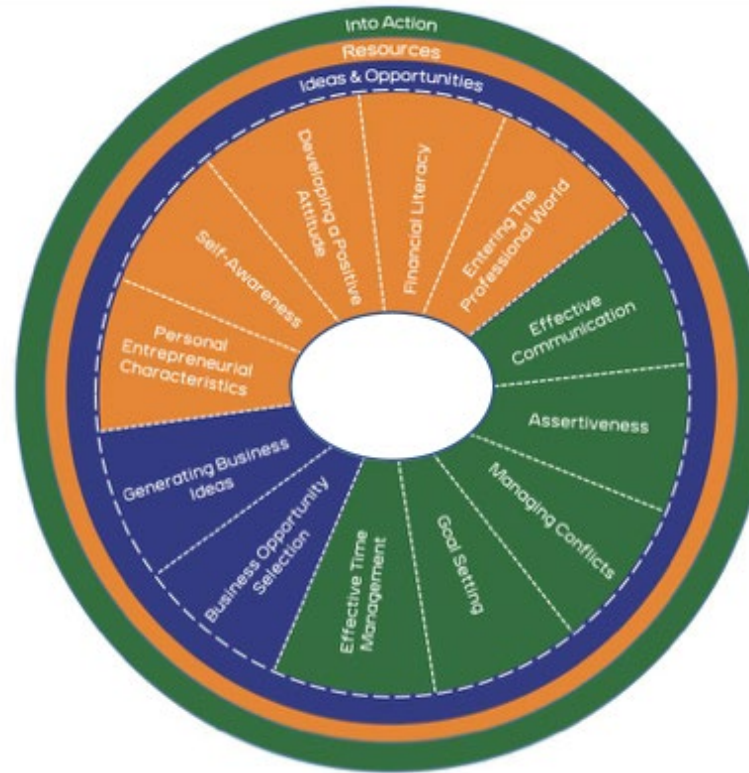 Into Action
Resources
Ideas & Opportunities
Developing a Positive
Attitude
Financial Literacy
Entering The
Professional World
Effective
Communication
Assertiveness
Managing Conflicts
Goal Setting
Effective Time
Management
Business Opportunity
Selection
Generating Business
Ideas
Personal
Entrepreneurial
Characteristics
Self-Awareness